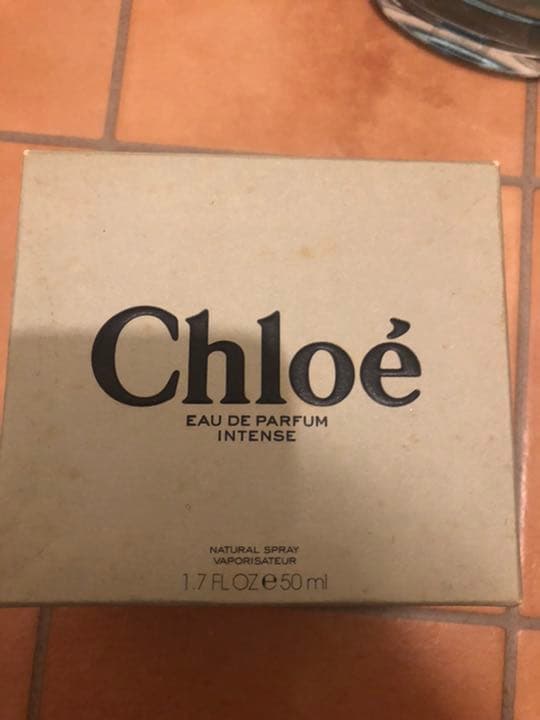 Chloé
EAU DE PARFUM
INTENSE
NATURAL SPRAY
VAPORISATEUR
1.7 FL OZ e 50 ml